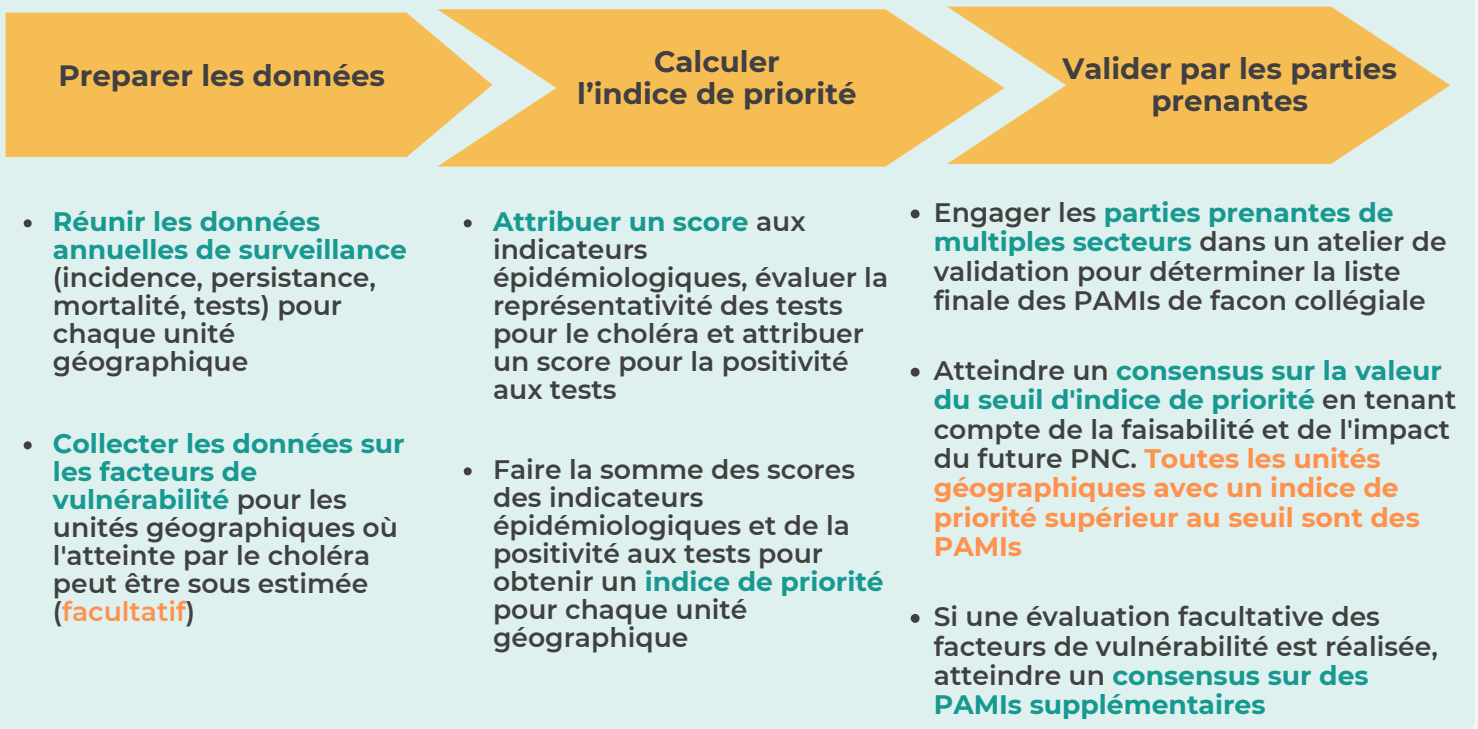 Preparer les données
Calculer
l'indice de priorité
Valider par les parties
prenantes
• Réunir les données
annuelles de surveillance
(incidence, persistance,
mortalité, tests) pour
chaque unité
géographique
• Collecter les données sur
les facteurs de
vulnérabilité pour les
unités géographiques où
l'atteinte par le choléra
peut être sous estimée
(facultatif)
• Attribuer un score aux
indicateurs
épidémiologiques, évaluer la
représentativité des tests
pour le choléra et attribuer
un score pour la positivité
aux tests
• Faire la somme des scores
des indicateurs
épidémiologiques et de la
positivité aux tests pour
obtenir un indice de priorité
pour chaque unité
géographique
• Engager les parties prenantes de
multiples secteurs dans un atelier de
validation pour déterminer la liste
finale des PAMIs de facon collégiale
• Atteindre un consensus sur la valeur
du seuil d'indice de priorité en tenant
compte de la faisabilité et de l'impact
du future PNC. Toutes les unités
géographiques avec un indice de
priorité supérieur au seuil sont des
PAMIs
• Si une évaluation facultative des
facteurs de vulnérabilité est réalisée,
atteindre un consensus sur des
PAMIs supplémentaires